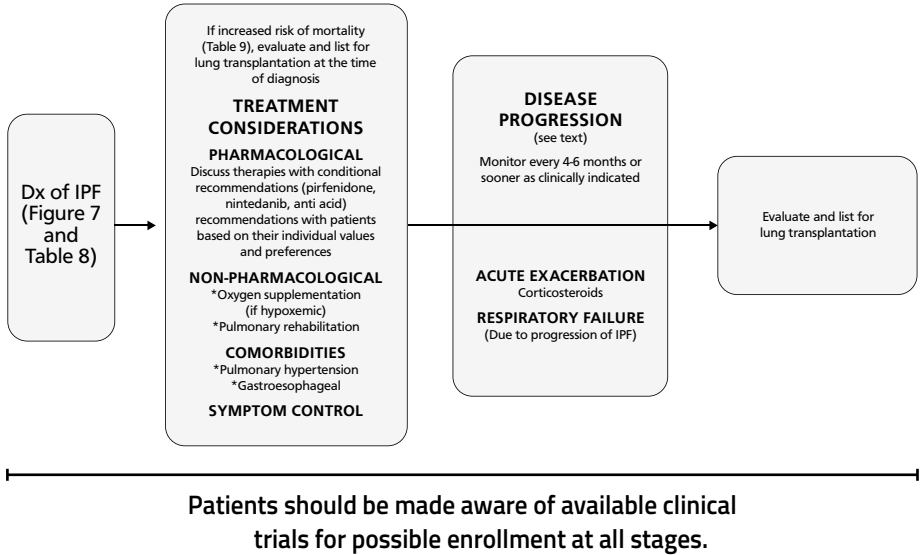 Dx of IPF
(Figure 7
and
Table 8)
If increased risk of mortality
(Table 9), evaluate and list for
lung transplantation at the time
of diagnosis
TREATMENT
CONSIDERATIONS
PHARMACOLOGICAL
Discuss therapies with conditional
recommendations (pirfenidone,
nintedanib, anti acid)
recommendations with patients
based on their individual values
and preferences
NON-PHARMACOLOGICAL
*Oxygen supplementation
(if hypoxemic)
*Pulmonary rehabilitation
COMORBIDITIES
*Pulmonary hypertension
*Gastroesophageal
SYMPTOM CONTROL
DISEASE
PROGRESSION
(see text)
Monitor every 4-6 months or
sooner as clinically indicated
ACUTE EXACERBATION
Corticosteroids
RESPIRATORY FAILURE
(Due to progression of IPF)
Evaluate and list for
lung transplantation
Patients should be made aware of available clinical
trials for possible enrollment at all stages.